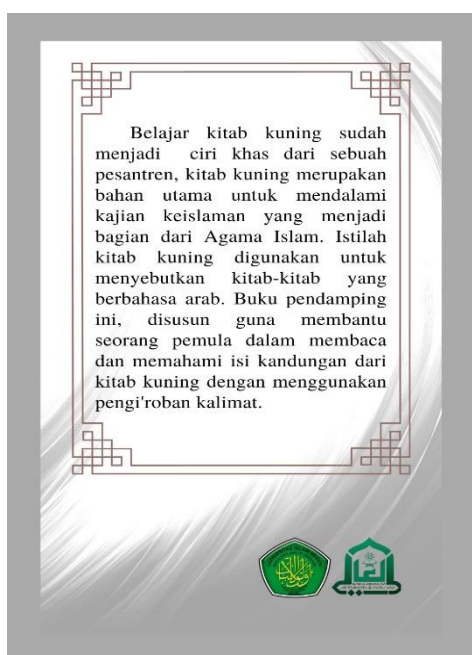 Belajar kitab kuning sudah
menjadi ciri khas dari sebuah
pesantren, kitab kuning merupakan
bahan utama untuk mendalami
kajian keislaman yang menjadi
bagian dari Agama Islam. Istilah
kitab kuning digunakan untuk
menyebutkan kitab-kitab yang
berbahasa arab. Buku pendamping
ini, disusun guna membantu
seorang pemula dalam membaca
dan memahami isi kandungan dari
kitab kuning dengan menggunakan
pengi'roban kalimat.